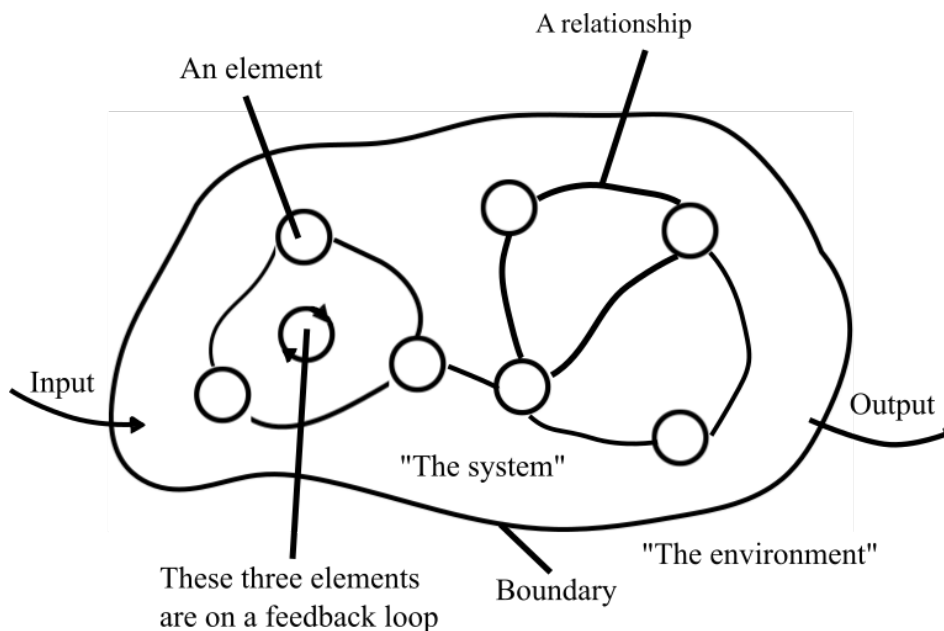 A relationship
An element
Input
Output
"The system"
"The environment"
These three elements
are on a feedback loop
Boundary